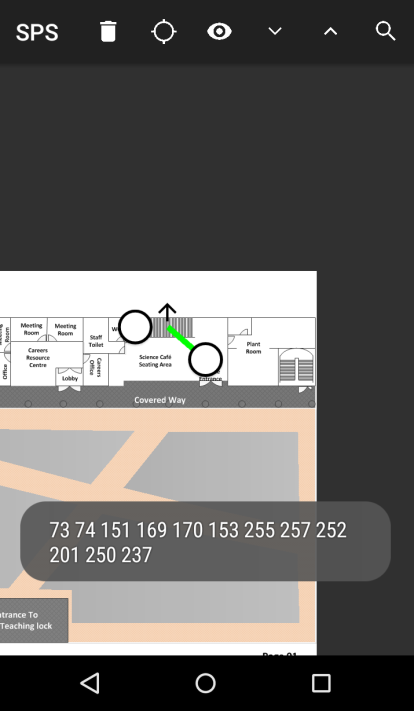 SPS
Meeting
Room
Meeting
Room
Meeting
Room
Careers
Resource
Centre
Office
Lobby
Staff
Toilet
Careers
Office
Science Café
Seating Area
Entrance
Plant
Room
Covered Way
73 74 151 169 170 153 255 257 252
201 250 237
ntrance To
Teaching lock